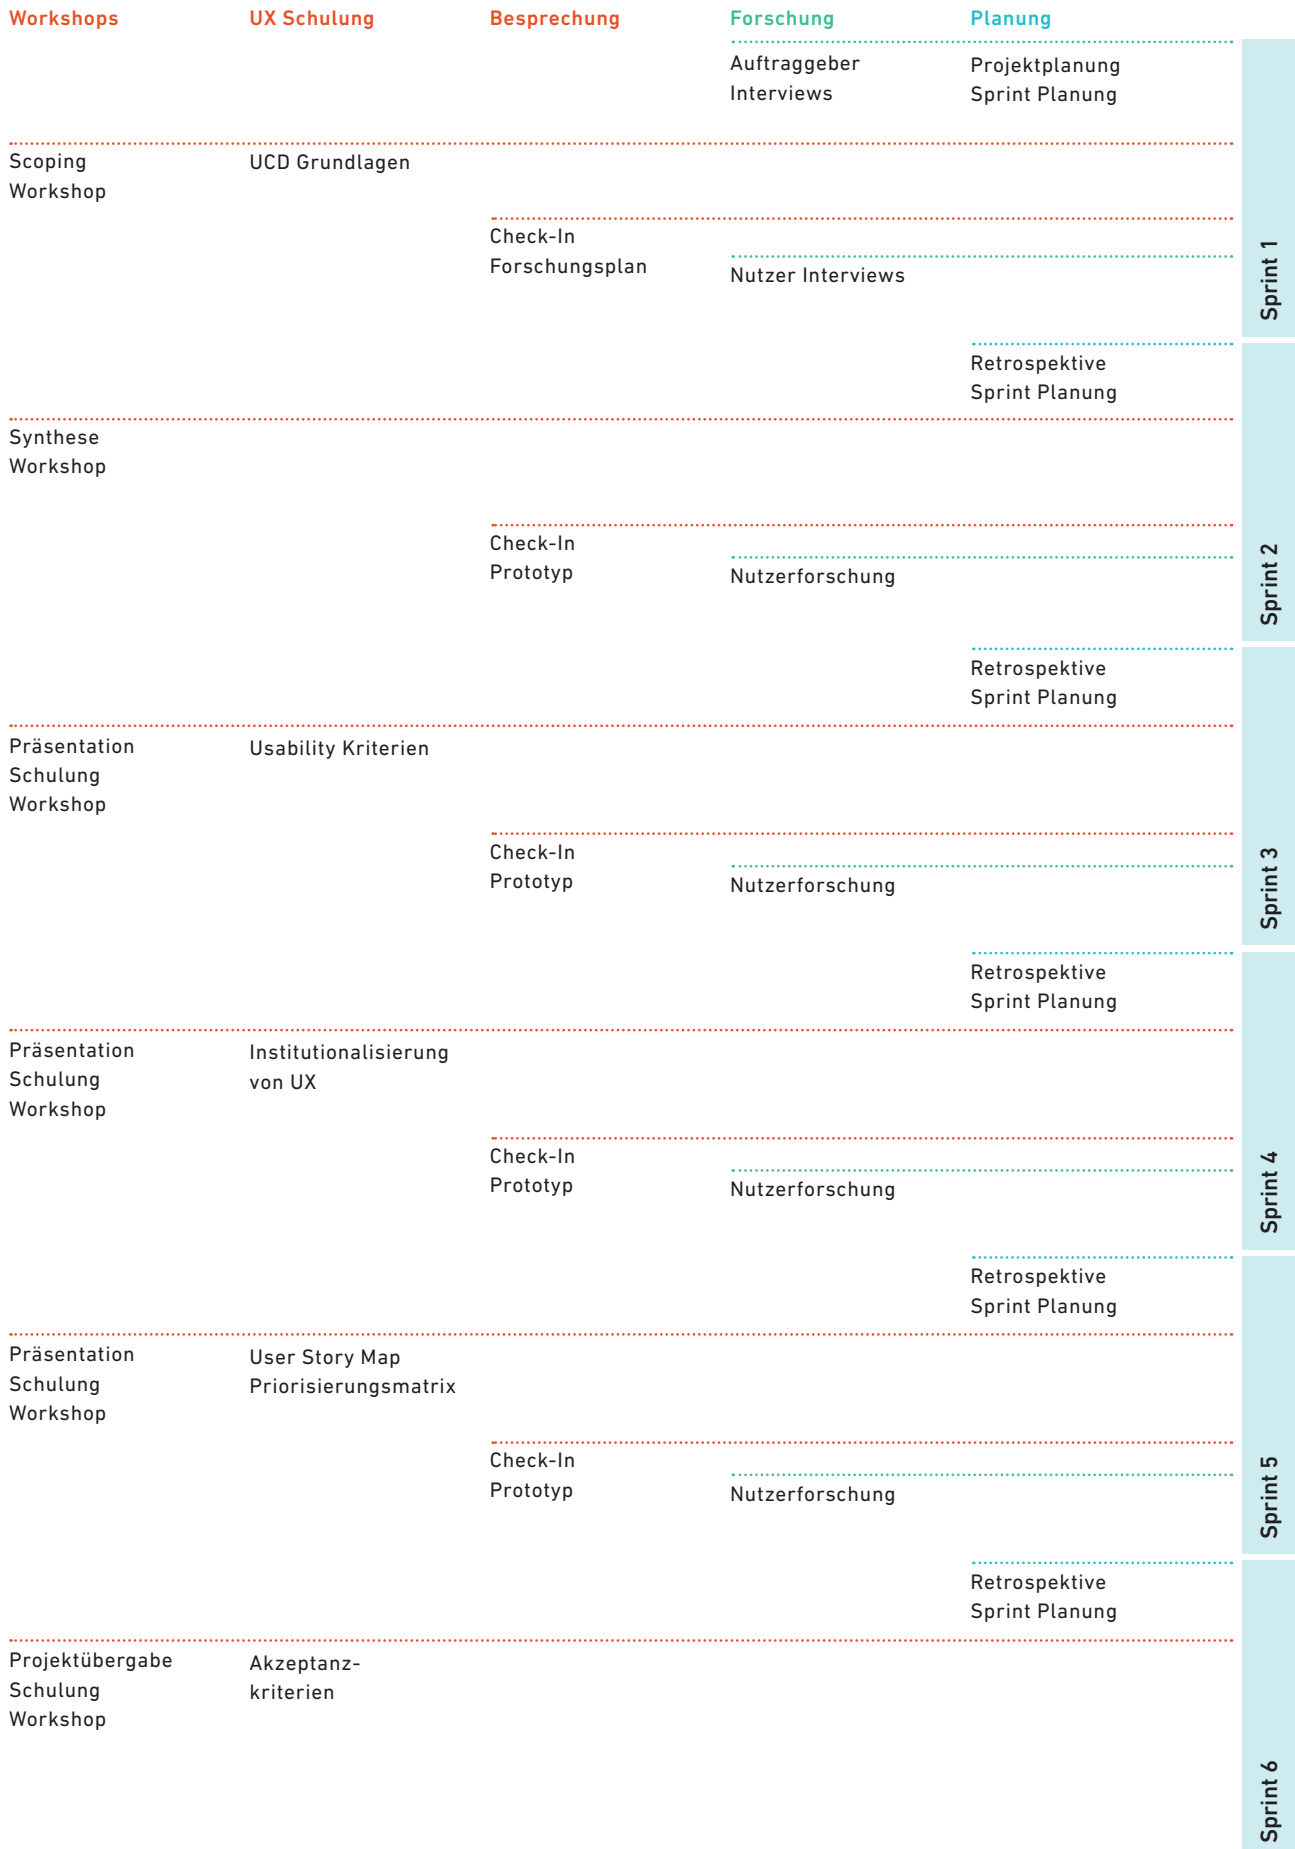 Workshops
UX Schulung
Besprechung
Forschung
Planung
Auftraggeber
Interviews
Projektplanung
Sprint Planung
Scoping
Workshop
UCD Grundlagen
Check-In
Forschungsplan
Nutzer Interviews
Sprint 1
Retrospektive
Sprint Planung
Synthese
Workshop
Check-In
Prototyp
Nutzerforschung
Sprint 2
Retrospektive
Sprint Planung
Präsentation
Schulung
Workshop
Usability Kriterien
Check-In
Prototyp
Nutzerforschung
Sprint 3
Retrospektive
Sprint Planung
Präsentation
Schulung
Workshop
Institutionalisierung
von UX
Check-In
Prototyp
Nutzerforschung
Sprint 4
Retrospektive
Sprint Planung
Präsentation
Schulung
Workshop
User Story Map
Priorisierungsmatrix
Check-In
Prototyp
Nutzerforschung
Sprint 5
Retrospektive
Sprint Planung
Projektübergabe
Schulung
Workshop
Akzeptanz-
kriterien
Sprint 6